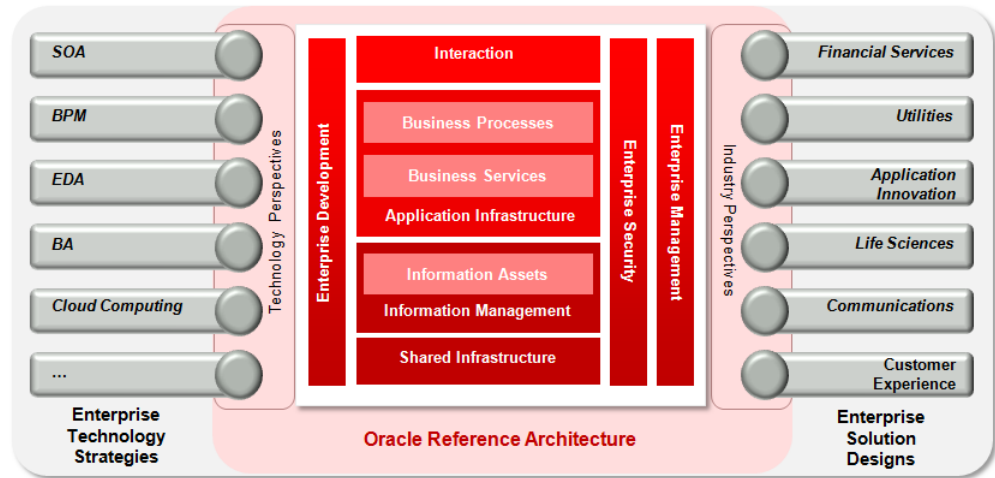 SOA
BPM
EDA
BA
Cloud Computing
...
Enterprise
Technology
Strategies
Technology Perspectives
Enterprise Development
Interaction
Business Processes
Business Services
Application Infrastructure
Information Assets
Information Management
Shared Infrastructure
Enterprise Security
Enterprise Management
Oracle Reference Architecture
Industry Perspectives
Financial Services
Utilities
Application
Innovation
Life Sciences
Communications
Customer
Experience
Enterprise
Solution
Designs